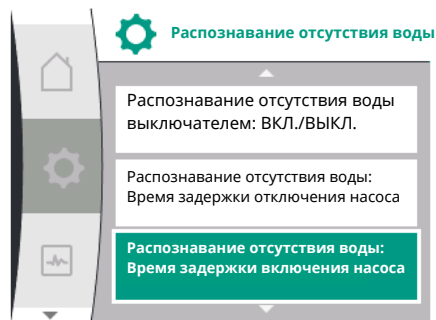 Распознавание отсутствия воды
Распознавание отсутствия воды
выключателем: ВКЛ./ВЫКЛ.
Распознавание отсутствия воды:
Время задержки отключения насоса
Распознавание отсутствия воды:
Время задержки включения насоса